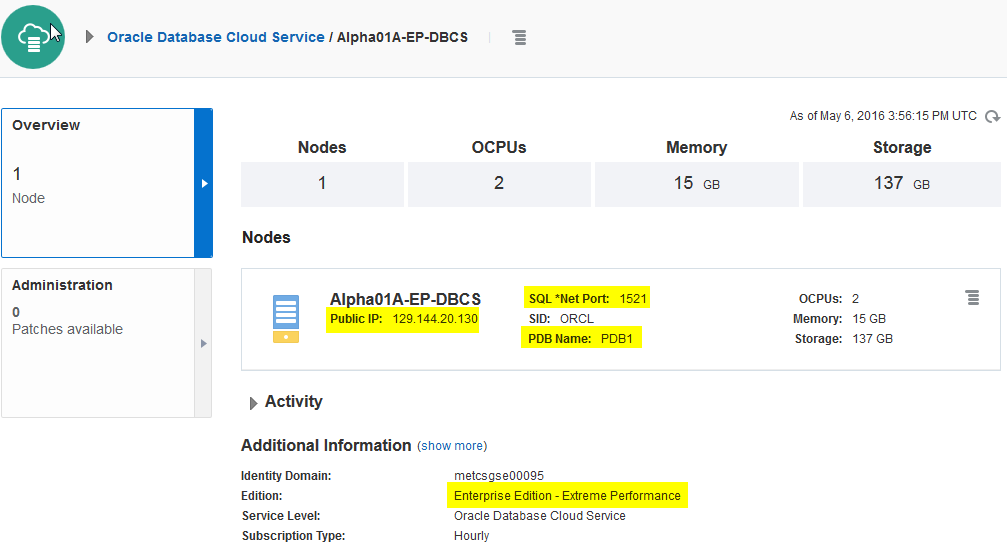 Oracle Database Cloud Service / Alpha01A-EP-DBCS
As of May 6, 2016 3:56:15 PM UTC
Overview
1
Node
Administration
0
Patches available
Nodes OCPUs Memory Storage
1 2 15 GB 137 GB
Nodes
Alpha01A-EP-DBCS
Public IP: 129.144.20.130
SQL *Net Port: 1521
SID: ORCL
PDB Name: PDB1
OCPUs: 2
Memory: 15 GB
Storage: 137 GB
Activity
Additional Information (show more)
Identity Domain: metcsgse00095
Edition: Enterprise Edition - Extreme Performance
Service Level: Oracle Database Cloud Service
Subscription Type: Hourly